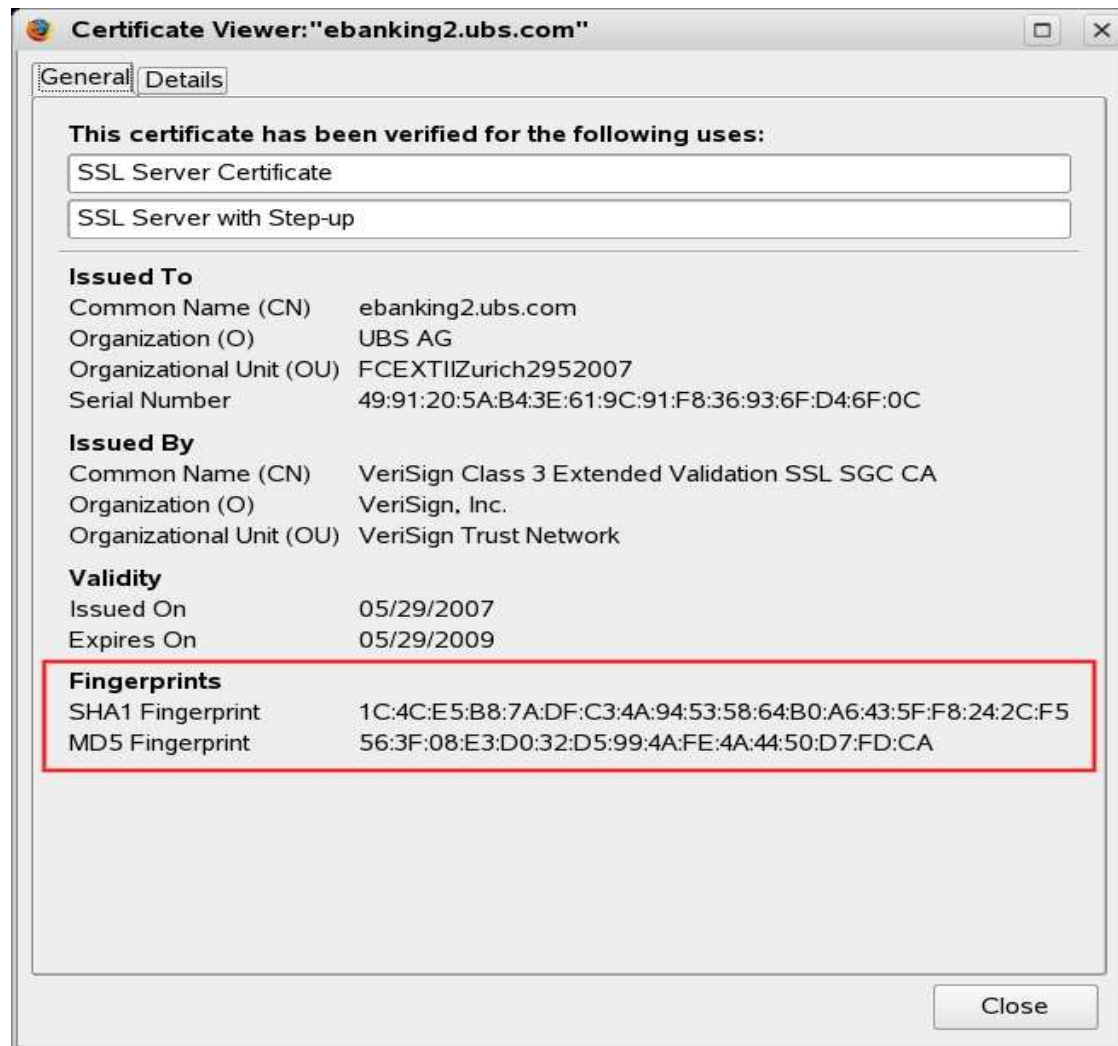 Certificate Viewer:"ebanking2.ubs.com"
General Details
This certificate has been verified for the following uses:
SSL Server Certificate
SSL Server with Step-up
Issued To
Common Name (CN) ebanking2.ubs.com
Organization (O) UBS AG
Organizational Unit (OU) FCEXTIIZurich2952007
Serial Number 49:91:20:5A:B4:3E:61:9C:91:F8:36:93:6F:D4:6F:0C
Issued By
Common Name (CN) VeriSign Class 3 Extended Validation SSL SGC CA
Organization (O) VeriSign, Inc.
Organizational Unit (OU) VeriSign Trust Network
Validity
Issued On 05/29/2007
Expires On 05/29/2009
Fingerprints
SHA1 Fingerprint 1C:4C:E5:B8:7A:DF:C3:4A:94:53:58:64:B0:A6:43:5F:F8:24:2C:F5
MD5 Fingerprint 56:3F:08:E3:D0:32:D5:99:4A:FE:4A:44:50:D7:FD:CA
Close